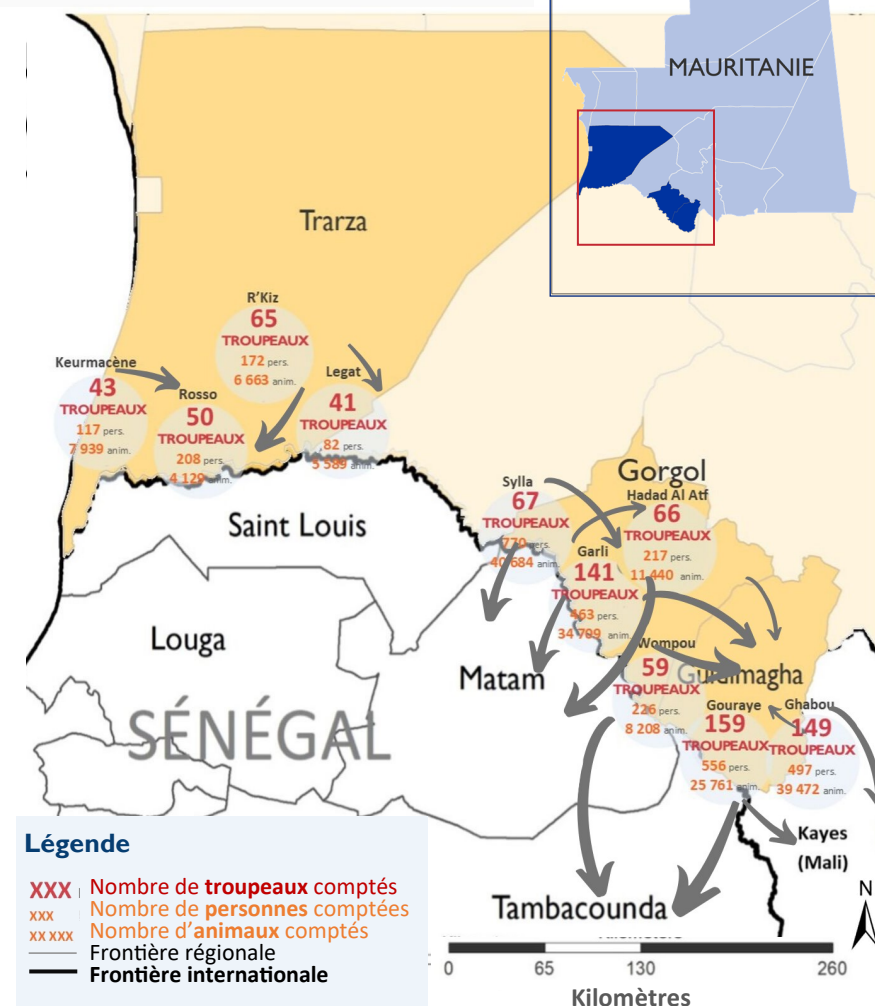 MAURITANIE
Trarza
R'Kiz
65
TROUPEAUX
172 pers.
6 663 anim.
Keurmacène
43
TROUPEAUX
117 pers.
7 939 anim.
Rosso
50
TROUPEAUX
208 pers.
4 129 anim.
Legat
41
TROUPEAUX
82 pers.
5 589 anim.
Gorgol
Sylla
67
TROUPEAUX
770 pers.
40 684 anim.
Hadad Al Atf
66
TROUPEAUX
217 pers.
11 440 anim.
Garli
141
TROUPEAUX
463 pers.
34 709 anim.
Saint Louis
Louga
Matam
SÉNÉGAL
Wompou
59
TROUPEAUX
226 pers.
8 208 anim.
Guidimagha
Gouraye
159
TROUPEAUX
556 pers.
25 761 anim.
Ghabou
149
TROUPEAUX
497 pers.
39 472 anim.
Kayes
(Mali)
Tambacounda
Légende
XXX Nombre de troupeaux comptés
xxx Nombre de personnes comptées
xx xxx Nombre d'animaux comptés
Frontière régionale
Frontière internationale
N
0 65 130 260
Kilomètres